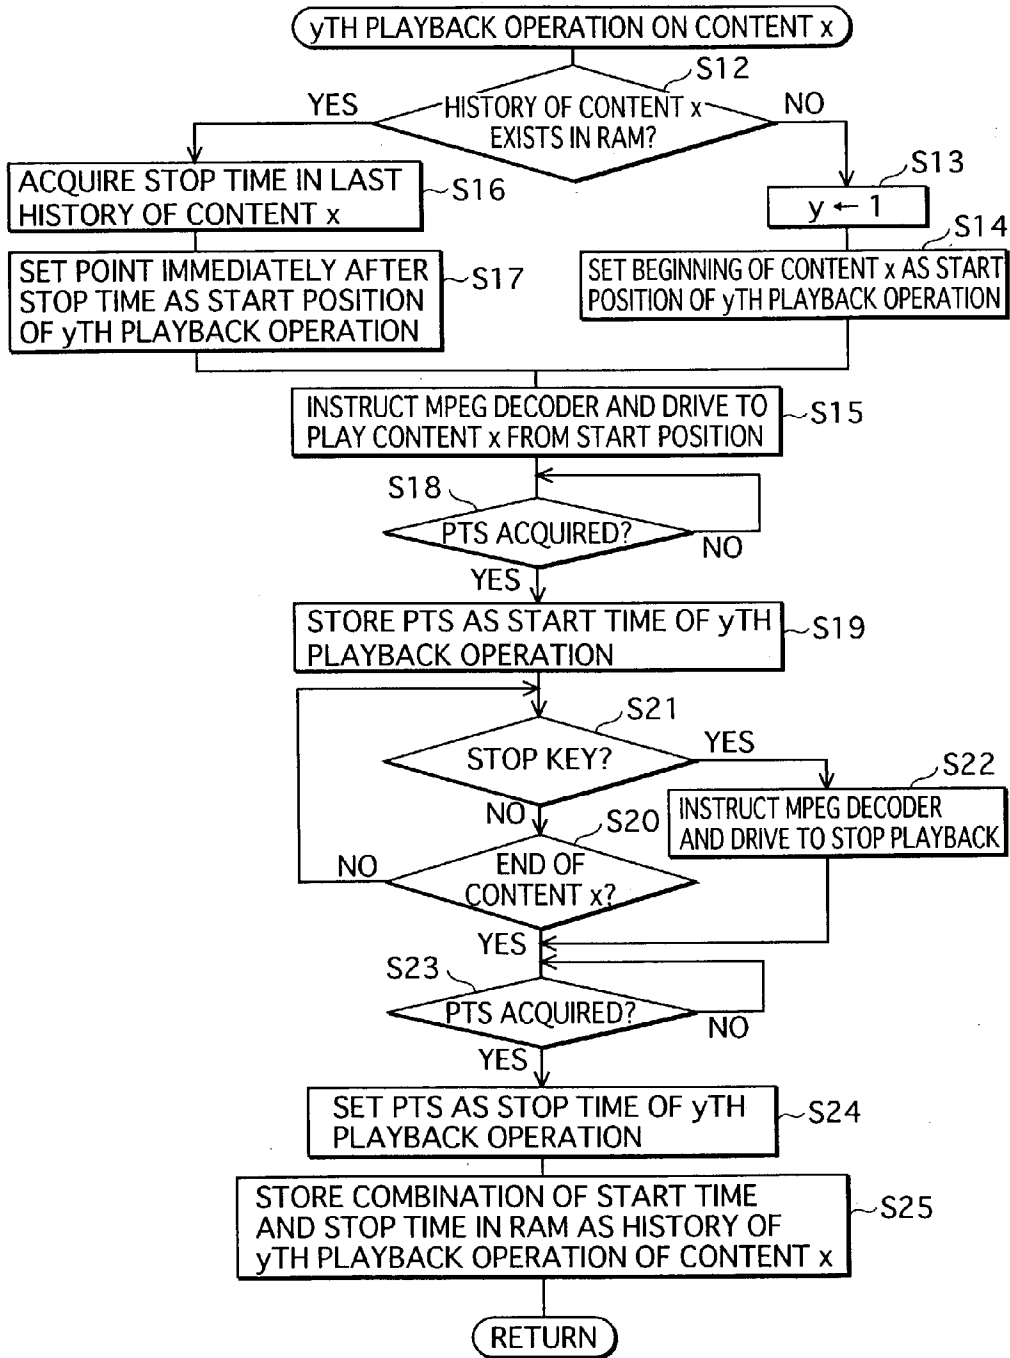 yTH PLAYBACK OPERATION ON CONTENT x
S12
YES
HISTORY OF CONTENT x
EXISTS IN RAM?
NO
ACQUIRE STOP TIME IN LAST
HISTORY OF CONTENT x
S16
S13
y ← 1
S14
SET POINT IMMEDIATELY AFTER
STOP TIME AS START POSITION
OF yTH PLAYBACK OPERATION
S17
SET BEGINNING OF CONTENT x AS START
POSITION OF yTH PLAYBACK OPERATION
INSTRUCT MPEG DECODER AND DRIVE TO
PLAY CONTENT x FROM START POSITION
S15
S18
PTS ACQUIRED?
NO
YES
STORE PTS AS START TIME OF yTH
PLAYBACK OPERATION
S19
S21
STOP KEY?
YES
S22
INSTRUCT MPEG DECODER
AND DRIVE TO STOP PLAYBACK
NO
S20
NO
END OF
CONTENT x?
YES
S23
PTS ACQUIRED?
NO
YES
SET PTS AS STOP TIME OF yTH
PLAYBACK OPERATION
S24
STORE COMBINATION OF START TIME
AND STOP TIME IN RAM AS HISTORY OF
yTH PLAYBACK OPERATION OF CONTENT x
S25
RETURN